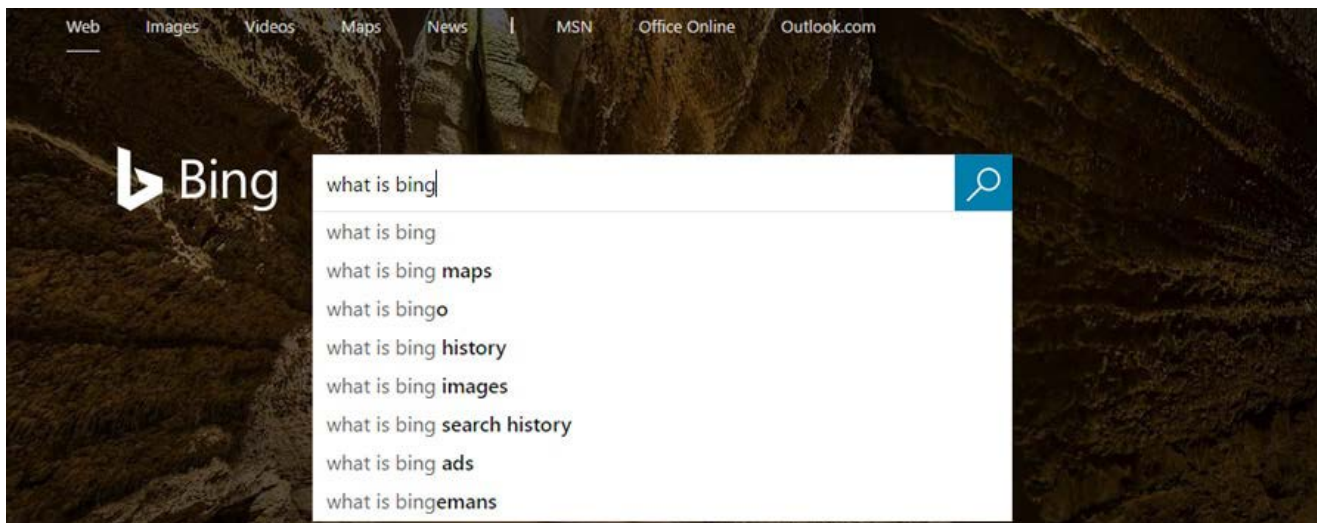 Web Images Videos Maps News | MSN Office Online Outlook.com
Bing
what is bing
what is bing
what is bing maps
what is bingo
what is bing history
what is bing images
what is bing search history
what is bing ads
what is bingemans